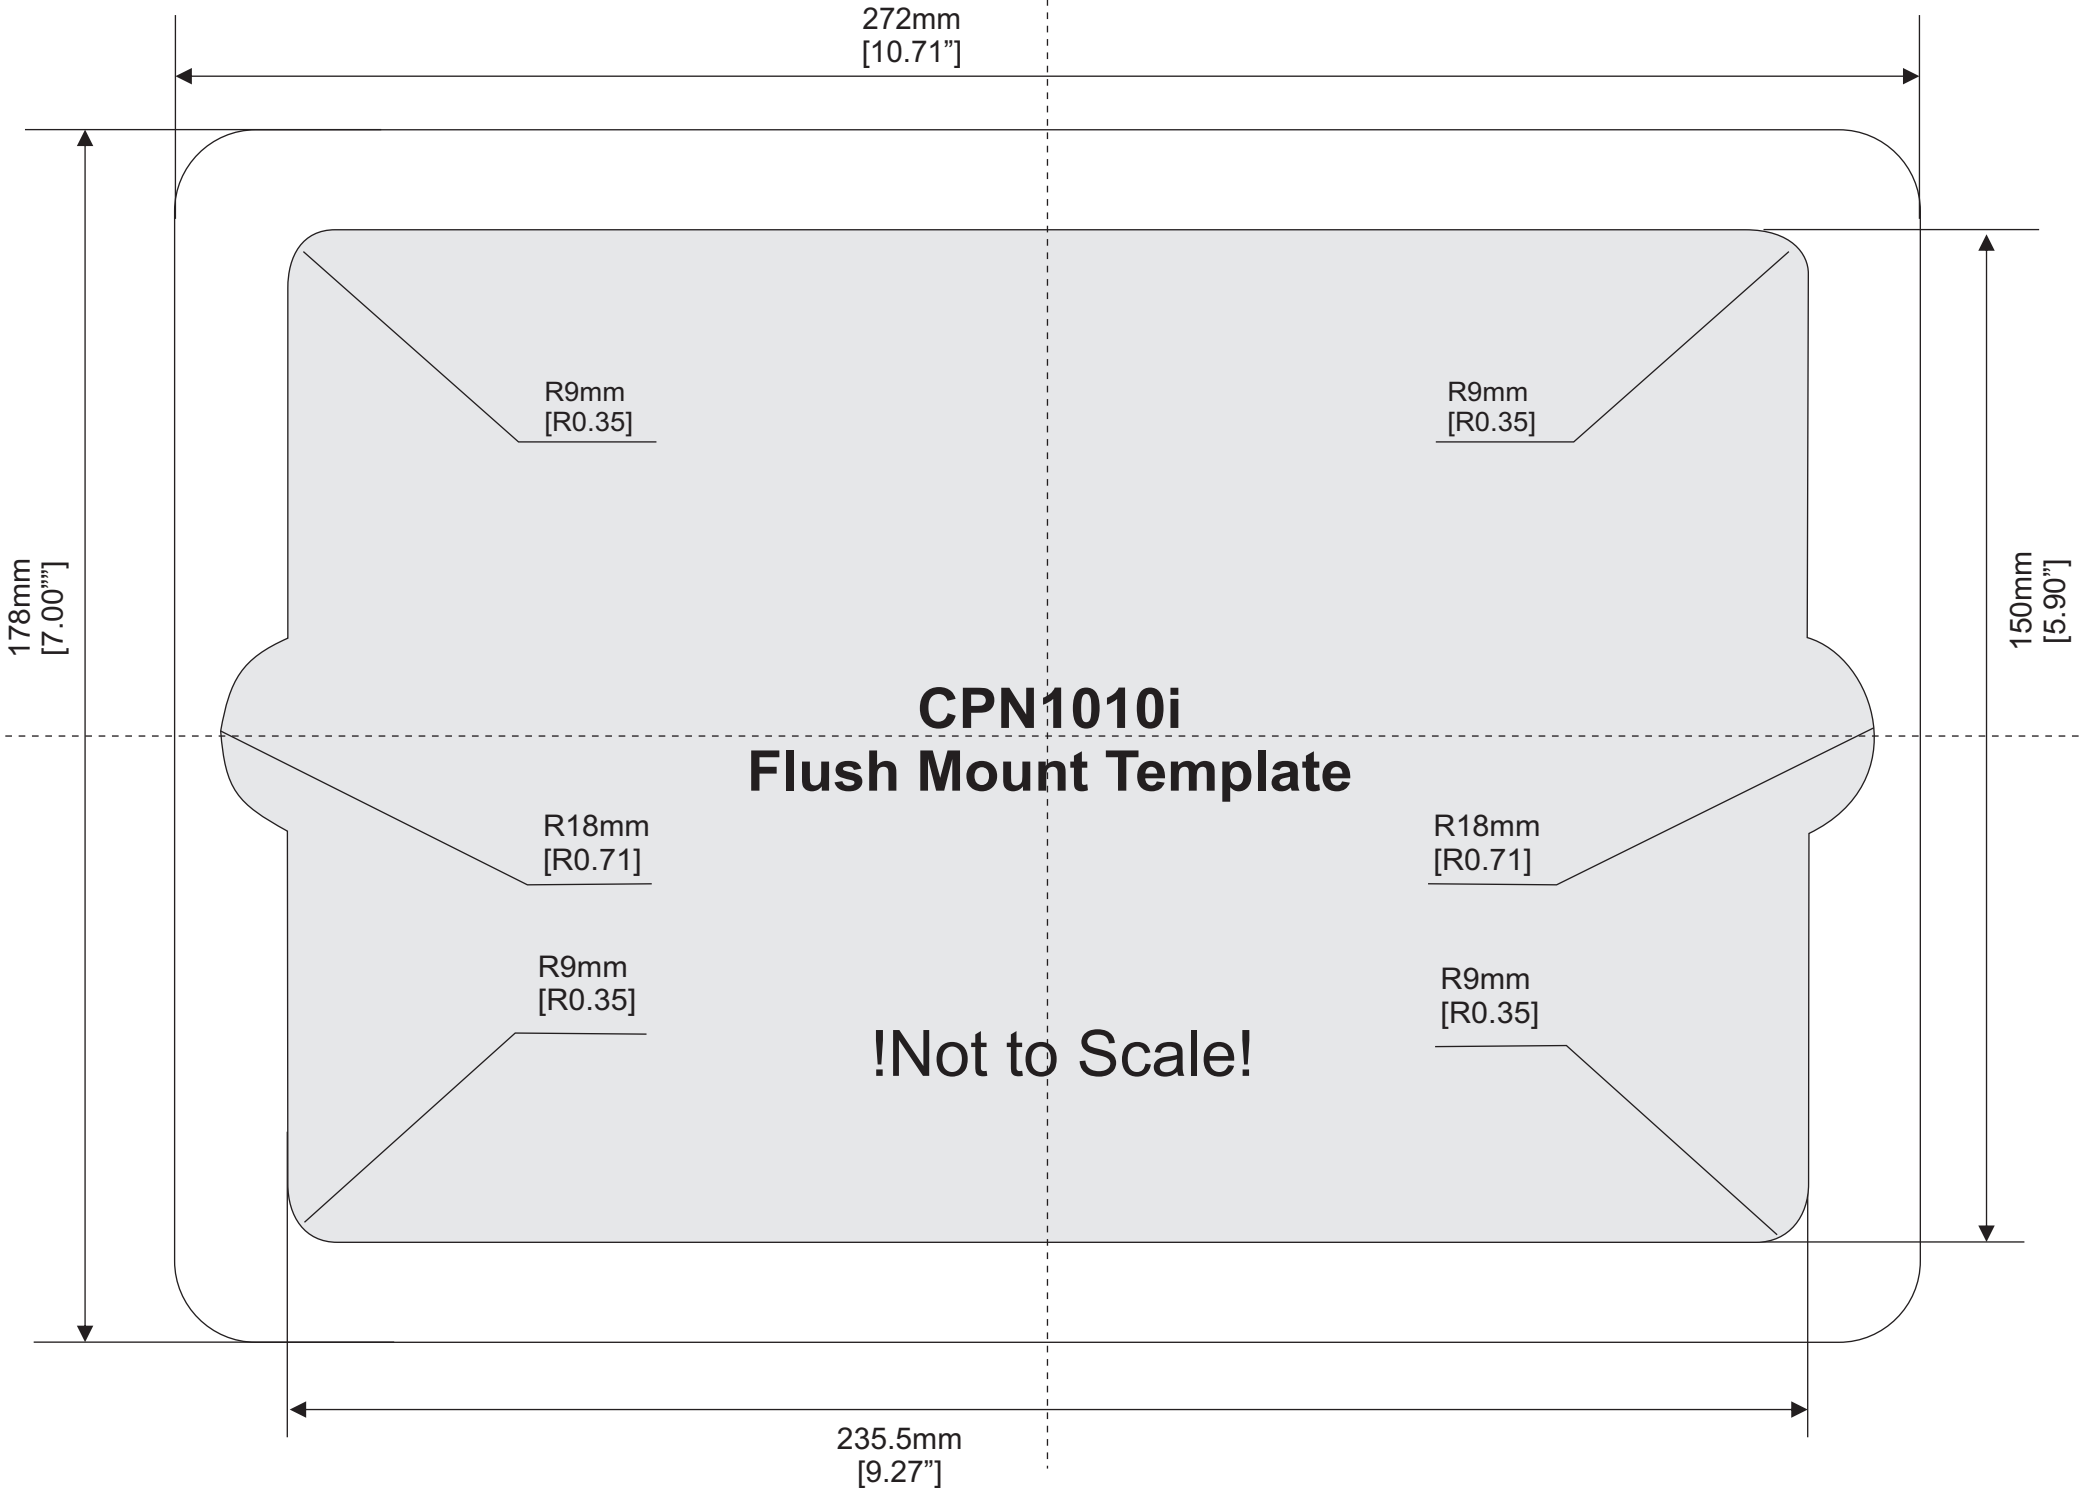 272mm
[10.71”]
R9mm
[R0.35]
R9mm
[R0.35]
178mm
[7.00””]
150mm
[5.90”]
CPN1010i
Flush Mount Template
R18mm
[R0.71]
R18mm
[R0.71]
R9mm
[R0.35]
R9mm
[R0.35]
!Not to Scale!
235.5mm
[9.27”]